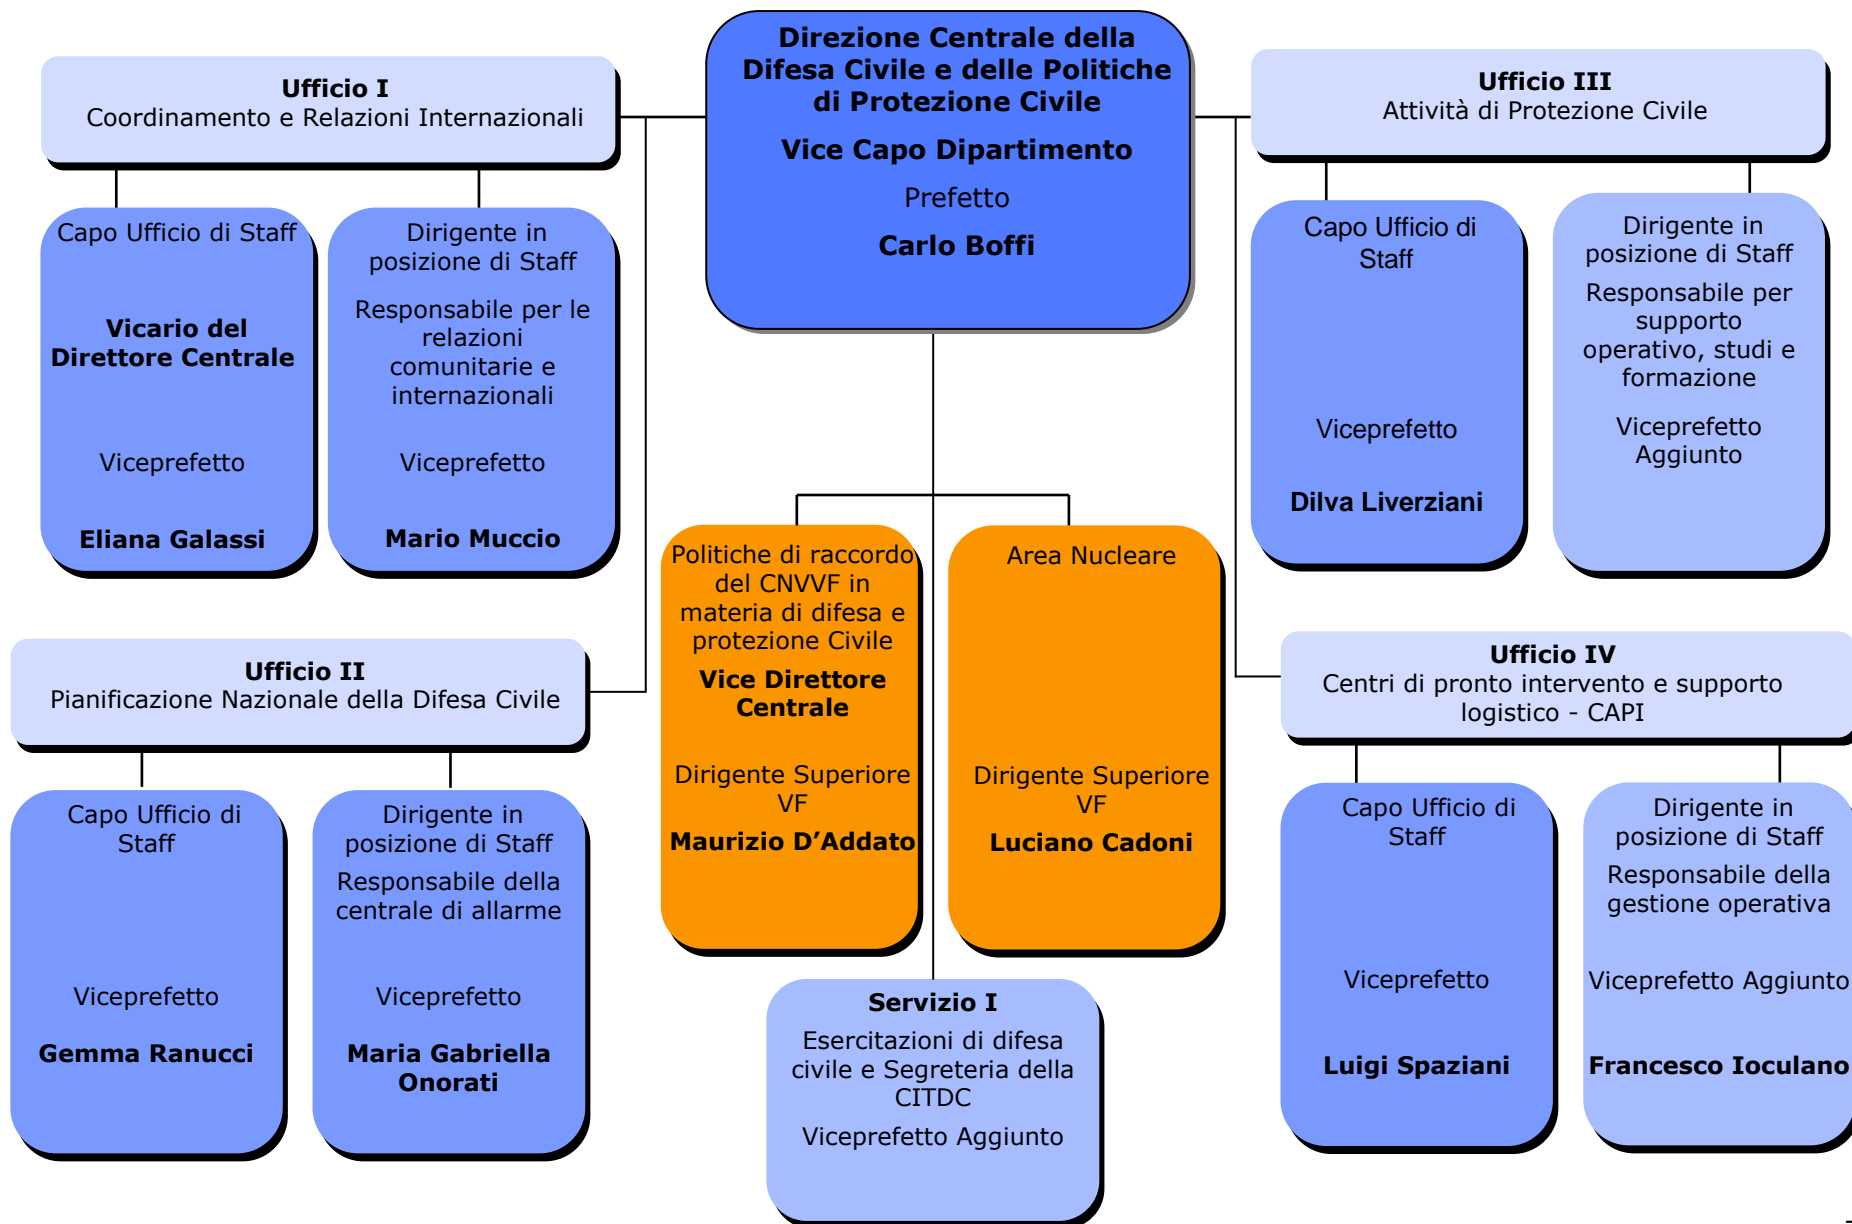 Direzione Centrale della
Difesa Civile e delle Politiche
di Protezione Civile
Vice Capo Dipartimento
Prefetto
Carlo Boffi
Ufficio I
Coordinamento e Relazioni Internazionali
Capo Ufficio di Staff
Vicario del
Direttore Centrale
Viceprefetto
Eliana Galassi
Dirigente in
posizione di Staff
Responsabile per le
relazioni
comunitarie e
internazionali
Viceprefetto
Mario Muccio
Ufficio III
Attività di Protezione Civile
Capo Ufficio di
Staff
Viceprefetto
Dilva Liverziani
Dirigente in
posizione di Staff
Responsabile per
supporto
operativo, studi e
formazione
Viceprefetto
Aggiunto
Politiche di raccordo
del CNVVF in
materia di difesa e
protezione Civile
Vice Direttore
Centrale
Dirigente Superiore
VF
Maurizio D’Addato
Area Nucleare
Dirigente Superiore
VF
Luciano Cadoni
Ufficio II
Pianificazione Nazionale della Difesa Civile
Capo Ufficio di
Staff
Viceprefetto
Gemma Ranucci
Dirigente in
posizione di Staff
Responsabile della
centrale di allarme
Viceprefetto
Maria Gabriella
Onorati
Servizio I
Esercitazioni di difesa
civile e Segreteria della
CITDC
Viceprefetto Aggiunto
Ufficio IV
Centri di pronto intervento e supporto
logistico - CAPI
Capo Ufficio di
Staff
Viceprefetto
Luigi Spaziani
Dirigente in
posizione di Staff
Responsabile della
gestione operativa
Viceprefetto Aggiunto
Francesco Ioculano